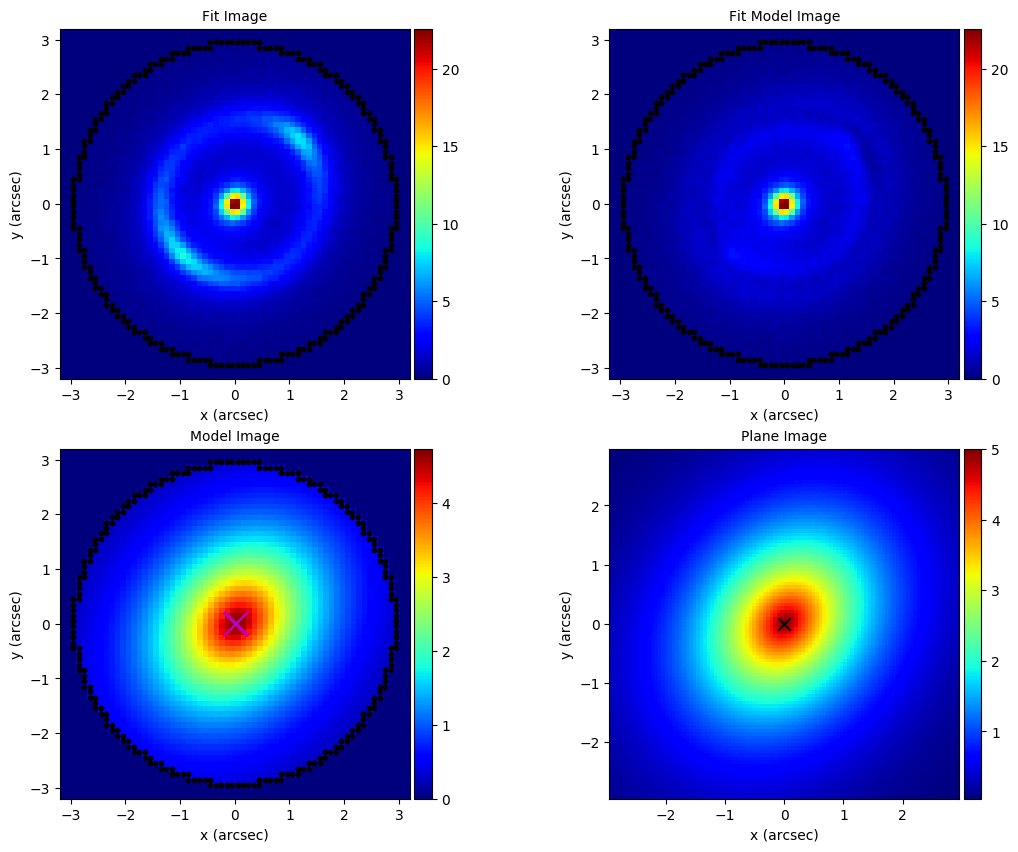 Fit Image
Fit Model Image
3
2
1
0
−1
−2
−3
y (arcsec)
−3 −2 −1 0 1 2 3
x (arcsec)
20
15
10
5
0
3
2
1
0
−1
−2
−3
y (arcsec)
−3 −2 −1 0 1 2 3
x (arcsec)
20
15
10
5
0
Model Image
Plane Image
3
2
1
0
−1
−2
−3
y (arcsec)
−3 −2 −1 0 1 2 3
x (arcsec)
4
3
2
1
0
2
1
0
−1
−2
y (arcsec)
−2 −1 0 1 2
x (arcsec)
5
4
3
2
1